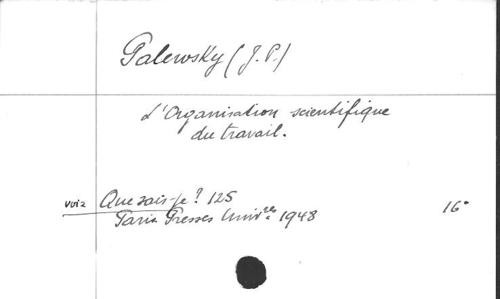 Palewsky (J.P.)
L'Organisation scientifique
du travail.
voir Que sais-je? 125
Paris Presses Univ.res 1948 16°